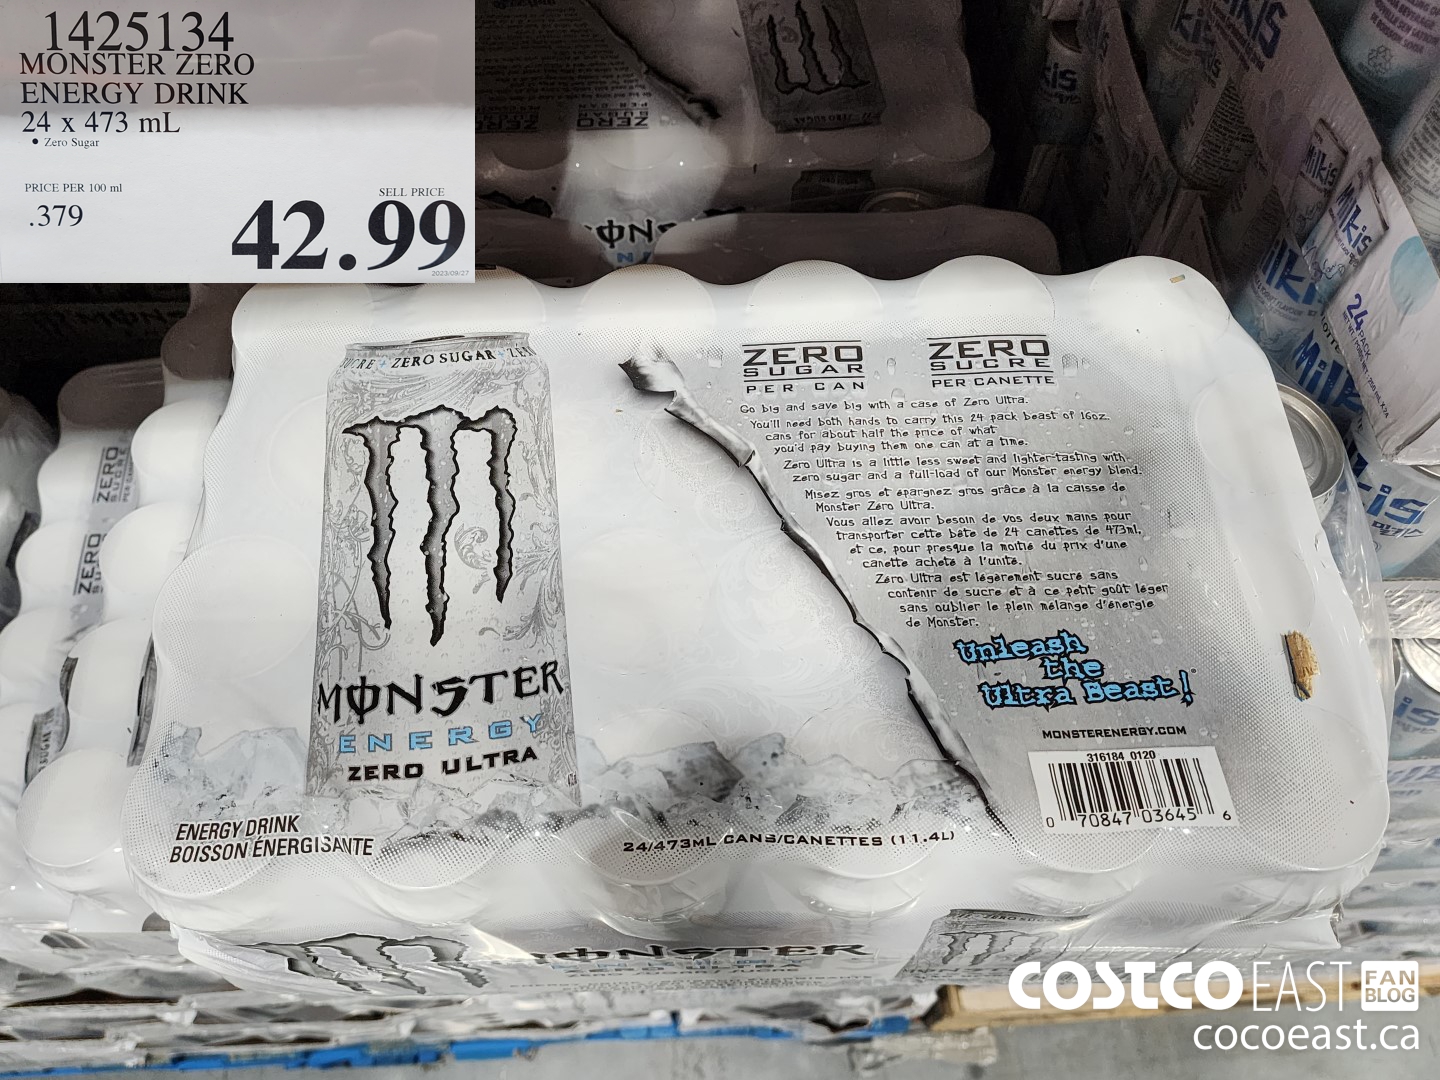 1425134
MONSTER ZERO
ENERGY DRINK
24 x 473 mL
• Zero Sugar
PRICE PER 100 ml
.379
SELL PRICE
42.99
2023/09/27
ZERO SUGAR
MONSTER
ENERGY
ZERO ULTRA
ENERGY DRINK
BOISSON ÉNERGISANTE
24/473ML CANS/CANETTES (11.4L)
ZERO
SUGAR
PER CAN
ZERO
SUCRE
PER CANETTE
Go big and save big with a case of Zero Ultra.
You'll need both hands to carry this 24 pack beast of 16oz.
cans for about half the price of what
you'd pay buying them one can at a time.
Zero Ultra is a little less sweet and lighter-tasting with
zero sugar and a full-load of our Monster energy blend.
Misez gros et épargnez gros grâce à la caisse de
Monster Zéro Ultra.
Vous allez avoir besoin de vos deux mains pour
transporter cette bête de 24 canettes de 473ml,
et ce, pour presque la moitié du prix d'une
canette acheté à l'unité.
Zéro Ultra est légèrement sucré sans
contenir de sucre et à ce petit goût léger
sans oublier le plein mélange d'énergie
de Monster.
Unleash
the
Ultra Beast!
MONSTERENERGY.COM
316184 0120
0 70847 03645 6
MONSTER
ZERO
SUCRE
ZERO
Milkis
Milkis
24
PACK
COSTCO EAST FAN
BLOG
cocoeast.ca